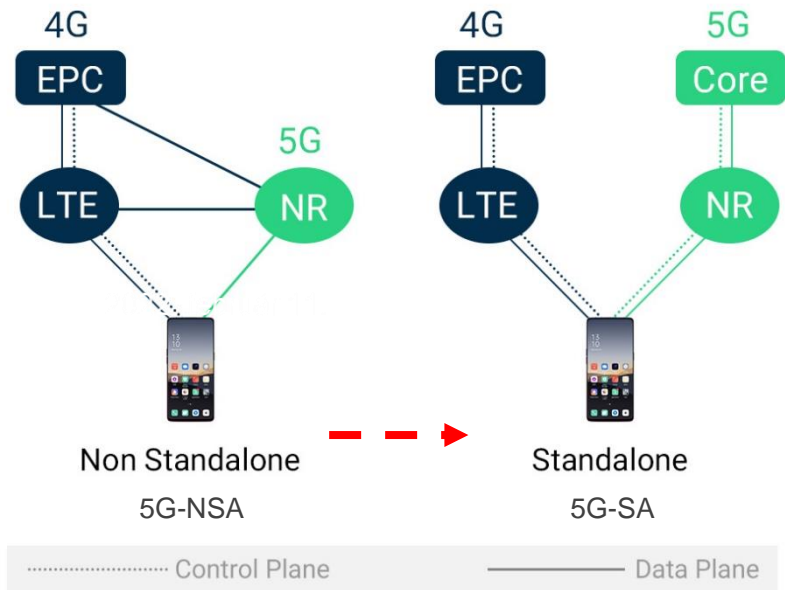 4G
EPC
LTE
5G
NR
Non Standalone
5G-NSA
4G
EPC
LTE
5G
Core
NR
Standalone
5G-SA
Control Plane
Data Plane